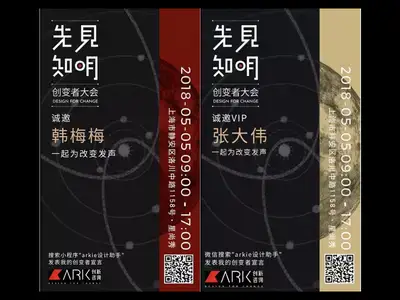 先見
知明
创变者大会
DESIGN FOR CHANGE
诚邀
韩梅梅
一起为改变发声
2018-05-05 09:00 - 17:00
上海市静安区洛川中路1158号·星尚秀
搜索小程序"arkie设计助手"
发表我的创变者宣言
ARK 创新咨询
先見
知明
创变者大会
DESIGN FOR CHANGE
诚邀VIP
张大伟
一起为改变发声
2018-05-05 09:00 - 17:00
上海市静安区洛川中路1158号·星尚秀
微信搜索"arkie设计助手"
发表我的创变者宣言
ARK 创新咨询